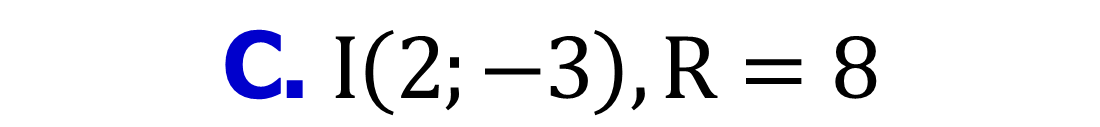 C. I(2; −3), R = 8